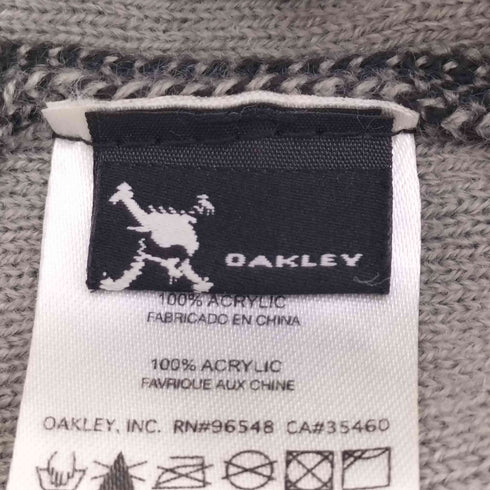 OAKLEY
100% ACRYLIC
FABRICADO EN CHINA
100% ACRYLIC
FAVRIQUE AUX CHINE
OAKLEY, INC. RN#96548 CA#35460